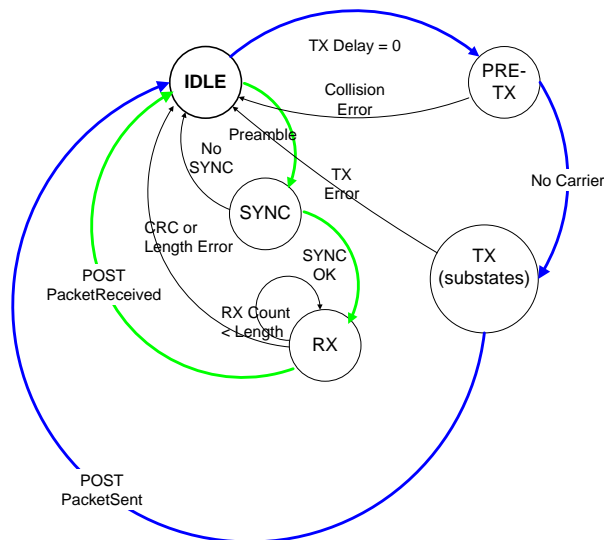 TX Delay = 0
IDLE
PRE-
TX
Collision
Error
Preamble
No
SYNC
TX
Error
No Carrier
SYNC
CRC or
Length Error
SYNC
OK
TX
(substates)
POST
PacketReceived
RX Count
< Length
RX
POST
PacketSent